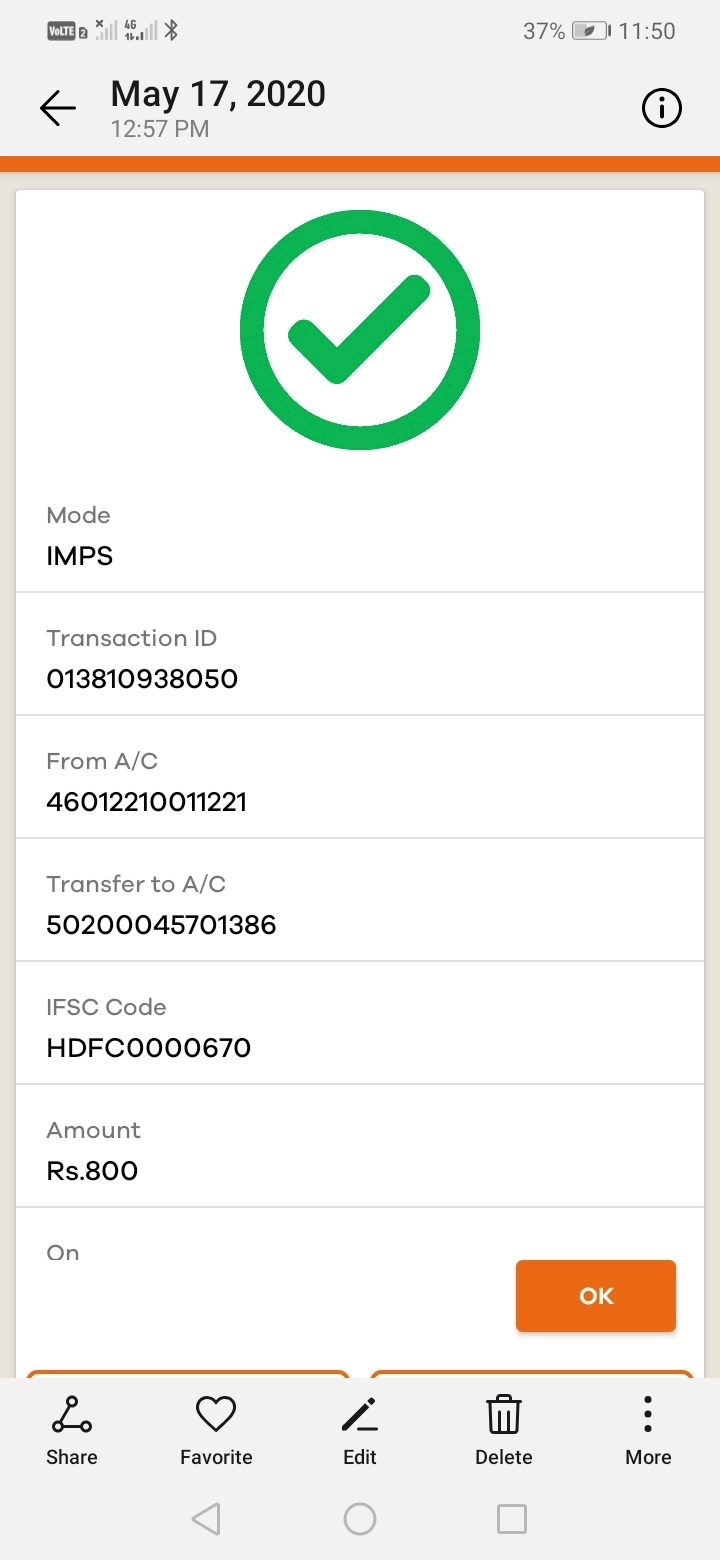 VoLTE 2 4G 37% 11:50
May 17, 2020
12:57 PM
Mode
IMPS
Transaction ID
013810938050
From A/C
46012210011221
Transfer to A/C
50200045701386
IFSC Code
HDFC0000670
Amount
Rs.800
On
OK
Share Favorite Edit Delete More